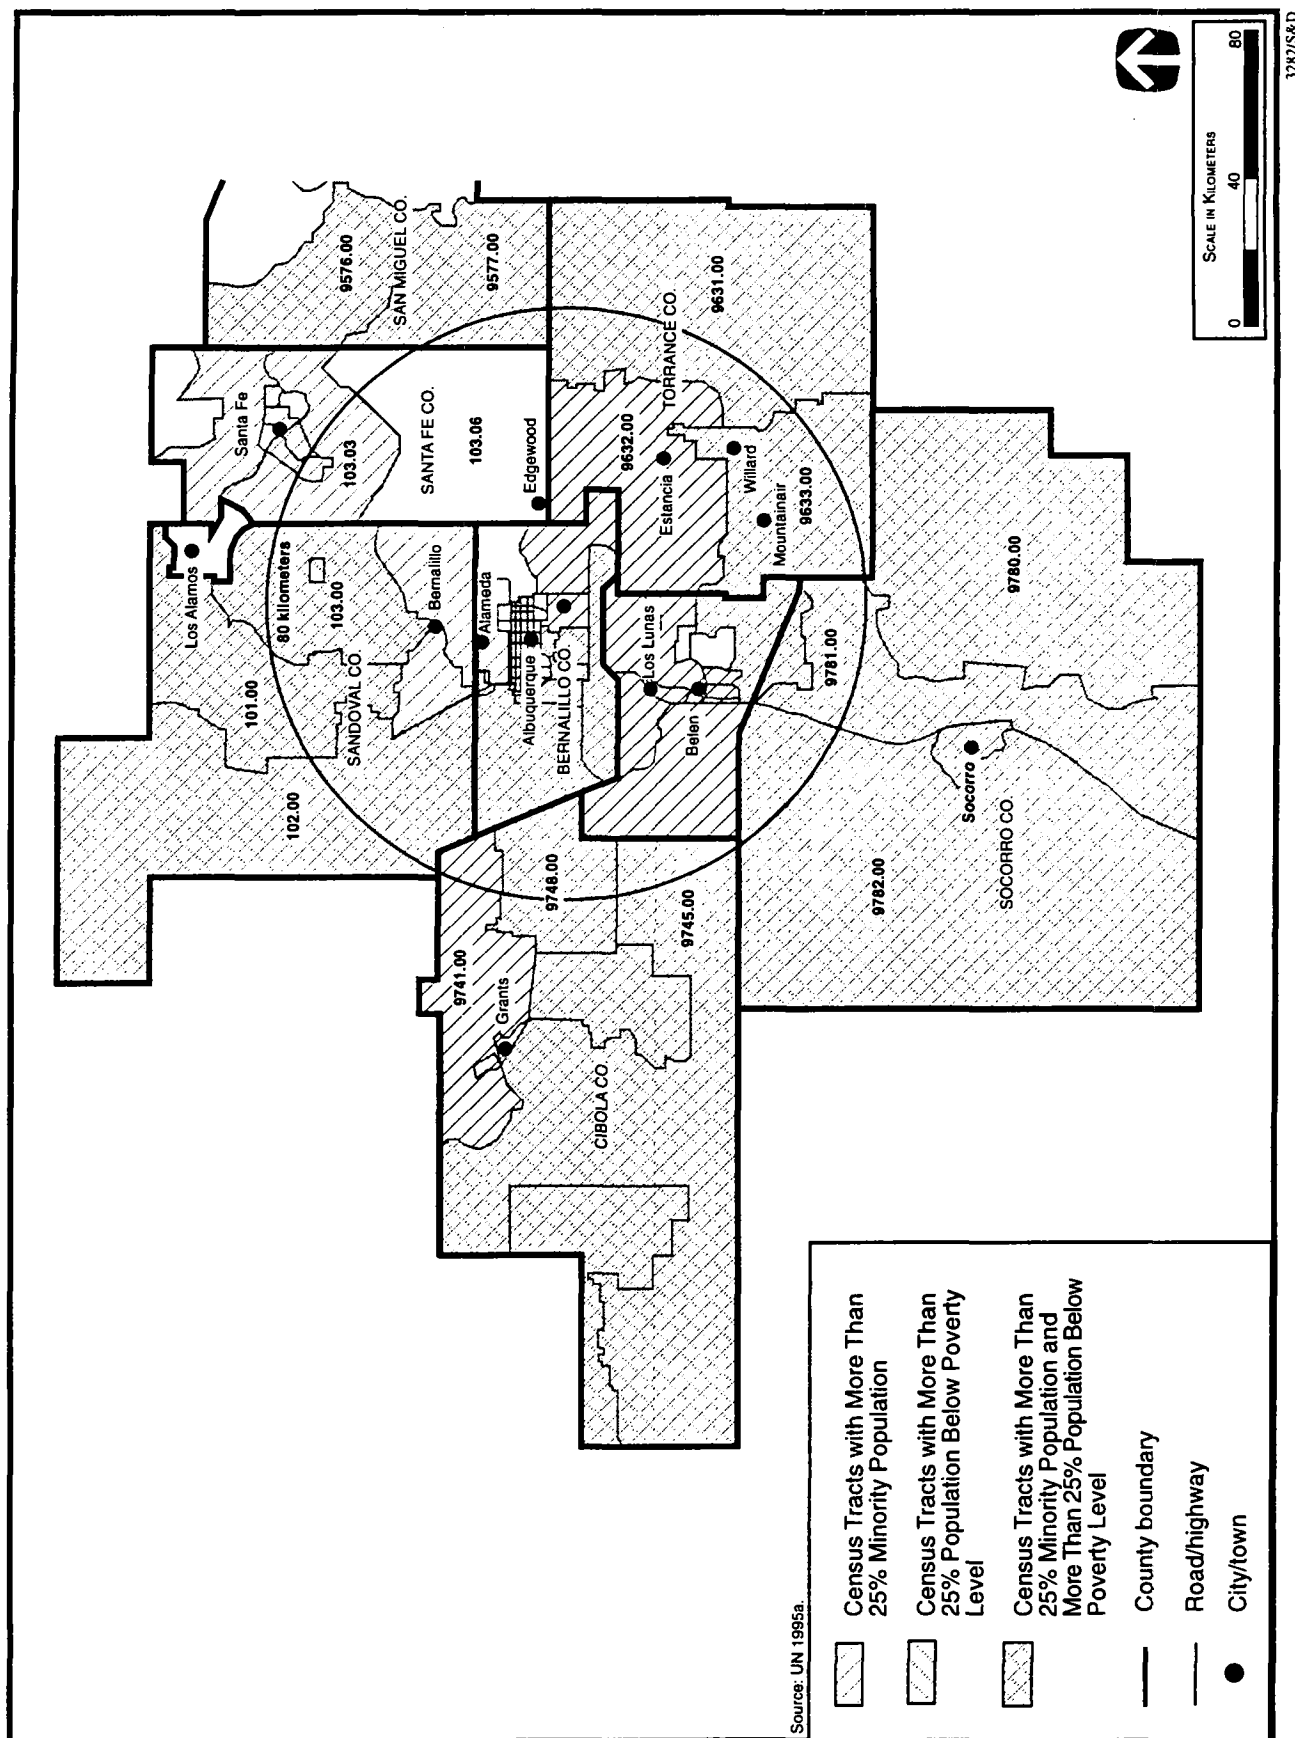 3282/S&D
80
40
0
SCALE IN KILOMETERS
9576.00
SAN MIGUEL CO.
9577.00
9631.00
TORRANCE CO.
Santa Fe
103.03
SANTA FE CO.
103.06
Edgewood
9632.00
Estancia
Willard
Mountainair
9633.00
Los Alamos
80 kilometers
103.00
Bernalillo
Alameda
Albuquerque
BERNALILLO CO.
Los Lunas
Belen
9781.00
9780.00
101.00
SANDOVAL CO.
102.00
Socorro
SOCORRO CO.
9782.00
9748.00
9745.00
9741.00
Grants
CIBOLA CO.
Source: UN 1995a.
Census Tracts with More Than
25% Minority Population
Census Tracts with More Than
25% Population Below Poverty
Level
Census Tracts with More Than
25% Minority Population and
More Than 25% Population Below
Poverty Level
County boundary
Road/highway
City/town